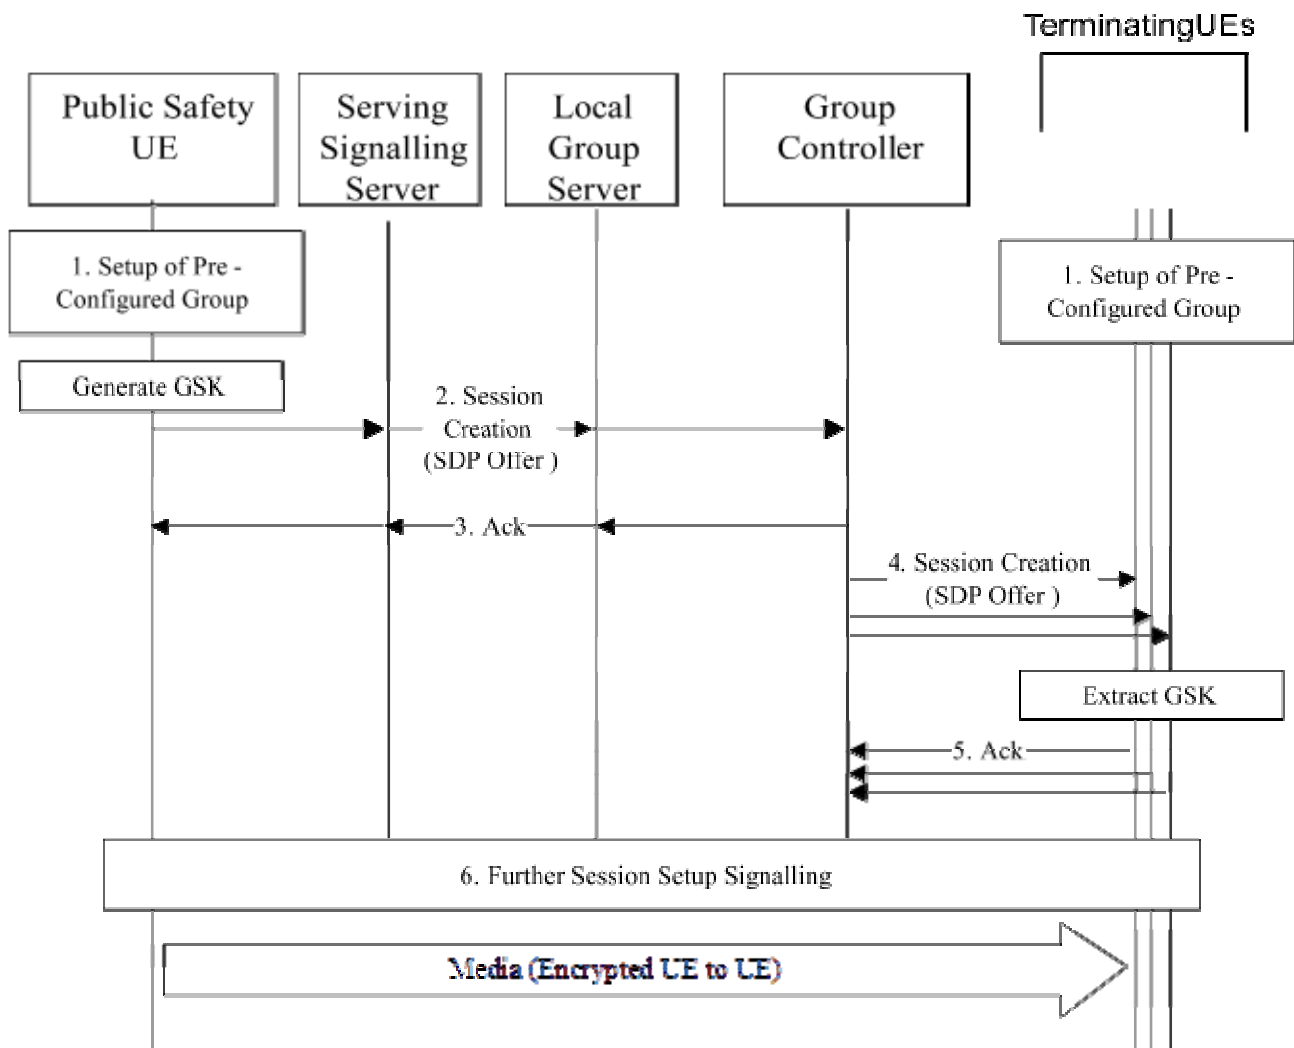 TerminatingUEs
Public Safety
UE
Serving
Signalling
Server
Local
Group
Server
Group
Controller
1. Setup of Pre -
Configured Group
1. Setup of Pre -
Configured Group
Generate GSK
2. Session
Creation
(SDP Offer )
3. Ack
4. Session Creation
(SDP Offer )
Extract GSK
5. Ack
6. Further Session Setup Signalling
Media (Encrypted UE to UE)